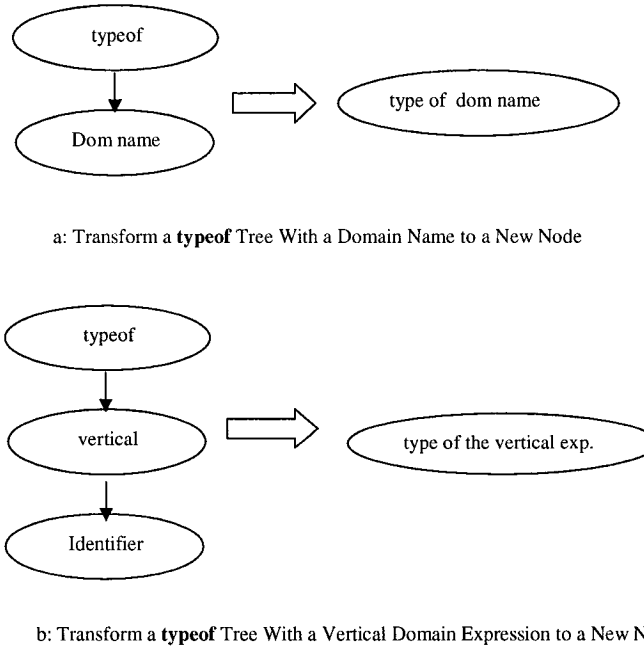 typeof
Dom name
type of dom name
a: Transform a typeof Tree With a Domain Name to a New Node
typeof
vertical
type of the vertical exp.
Identifier
b: Transform a typeof Tree With a Vertical Domain Expression to a New N